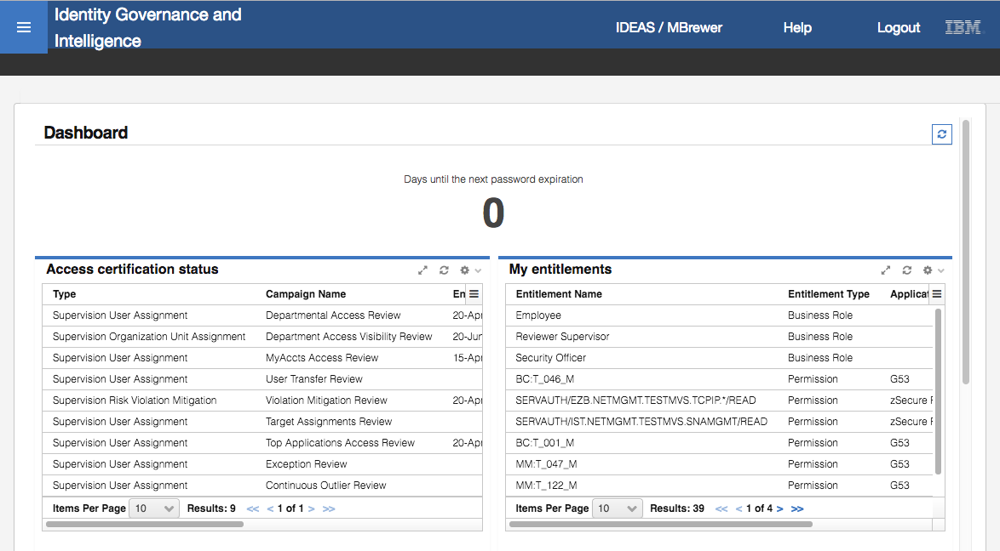 Identity Governance and
Intelligence
IDEAS / MBrewer Help Logout IBM
Dashboard
Days until the next password expiration
0
Access certification status
Type Campaign Name En
Supervision User Assignment Departmental Access Review 20-Apr
Supervision Organization Unit Assignment Department Access Visibility Review 20-Jun
Supervision User Assignment MyAccts Access Review 15-Apr
Supervision User Assignment User Transfer Review
Supervision Risk Violation Mitigation Violation Mitigation Review 20-Apr
Supervision User Assignment Target Assignments Review
Supervision User Assignment Top Applications Access Review 20-Apr
Supervision User Assignment Exception Review
Supervision User Assignment Continuous Outlier Review
Items Per Page 10 Results: 9 << < 1 of 1 > >>
My entitlements
Entitlement Name Entitlement Type Applicat
Employee Business Role
Reviewer Supervisor Business Role
Security Officer Business Role
BC:T_046_M Permission G53
SERVAUTH/EZB.NETMGMT.TESTMVS.TCPIP.*/READ Permission zSecure
SERVAUTH/IST.NETMGMT.TESTMVS.SNAMGMT/READ Permission zSecure
BC:T_001_M Permission G53
MM:T_047_M Permission G53
MM:T_122_M Permission G53
Items Per Page 10 Results: 39 << < 1 of 4 > >>